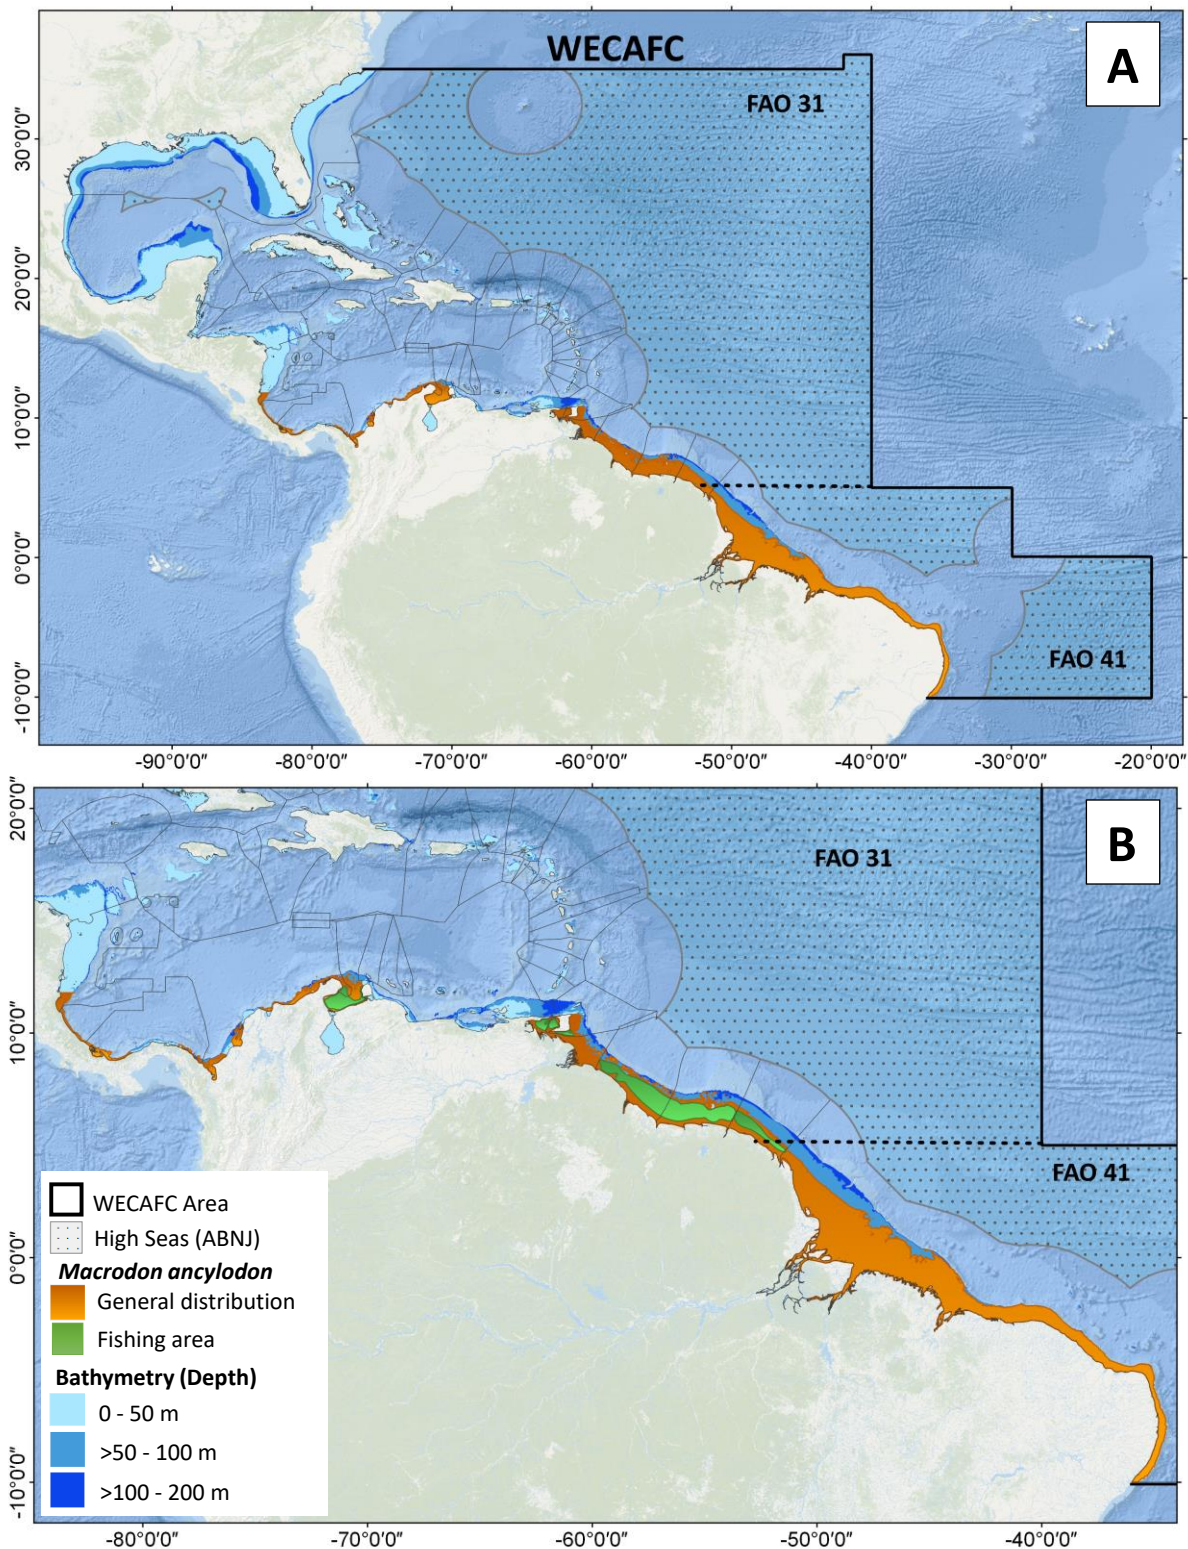 WECAFC
A
FAO 31
FAO 41
30°0'0"
20°0'0"
10°0'0"
0°0'0"
-10°0'0"
-90°0'0"
-80°0'0"
-70°0'0"
-60°0'0"
-50°0'0"
-40°0'0"
-30°0'0"
-20°0'0"
B
FAO 31
FAO 41
20°0'0"
10°0'0"
0°0'0"
-10°0'0"
WECAFC Area
High Seas (ABNJ)
Macrodon ancylodon
General distribution
Fishing area
Bathymetry (Depth)
0 - 50 m
>50 - 100 m
>100 - 200 m
-80°0'0"
-70°0'0"
-60°0'0"
-50°0'0"
-40°0'0"